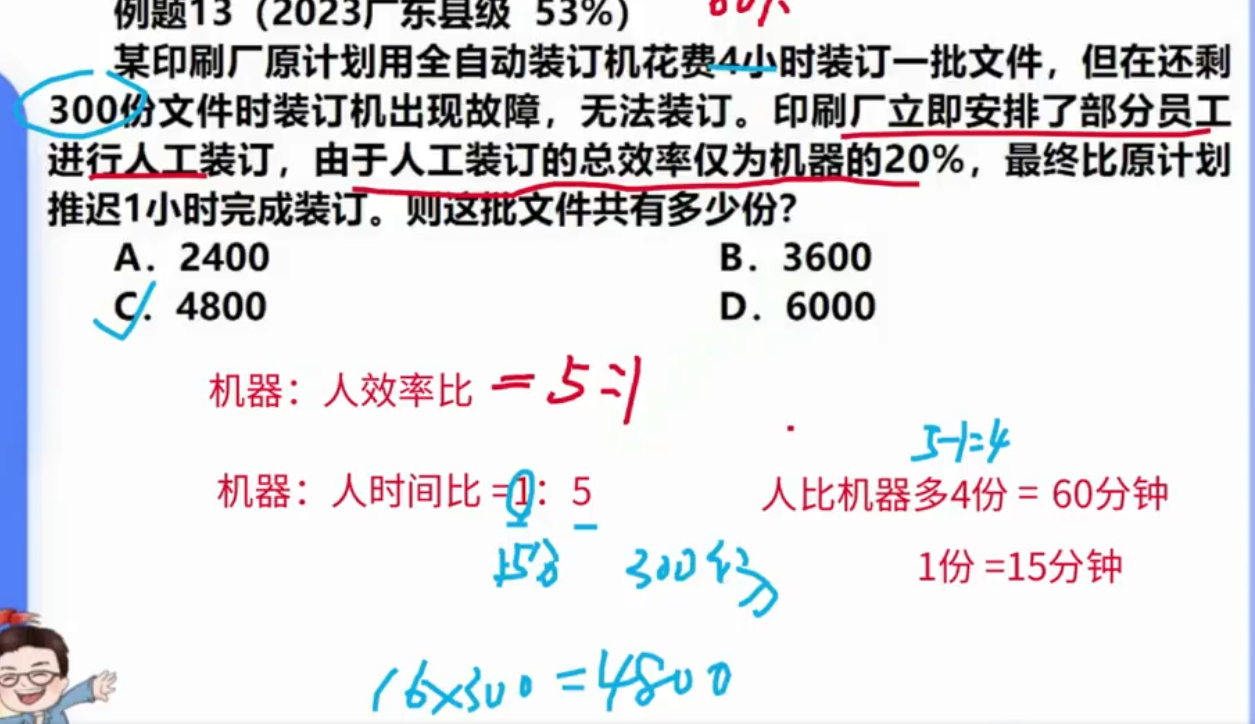 例题13（2023广东县级 53%）
某印刷厂原计划用全自动装订机花费4小时装订一批文件，但在还剩
300份文件时装订机出现故障，无法装订。印刷厂立即安排了部分员工
进行人工装订，由于人工装订的总效率仅为机器的20%，最终比原计划
推迟1小时完成装订。则这批文件共有多少份？
A．2400
B．3600
C．4800
D．6000
机器：人效率比 = 5:1
5-1=4
机器：人时间比 =1：5
人比机器多4份 = 60分钟
15分 300份
1份 =15分钟
16×300=4800